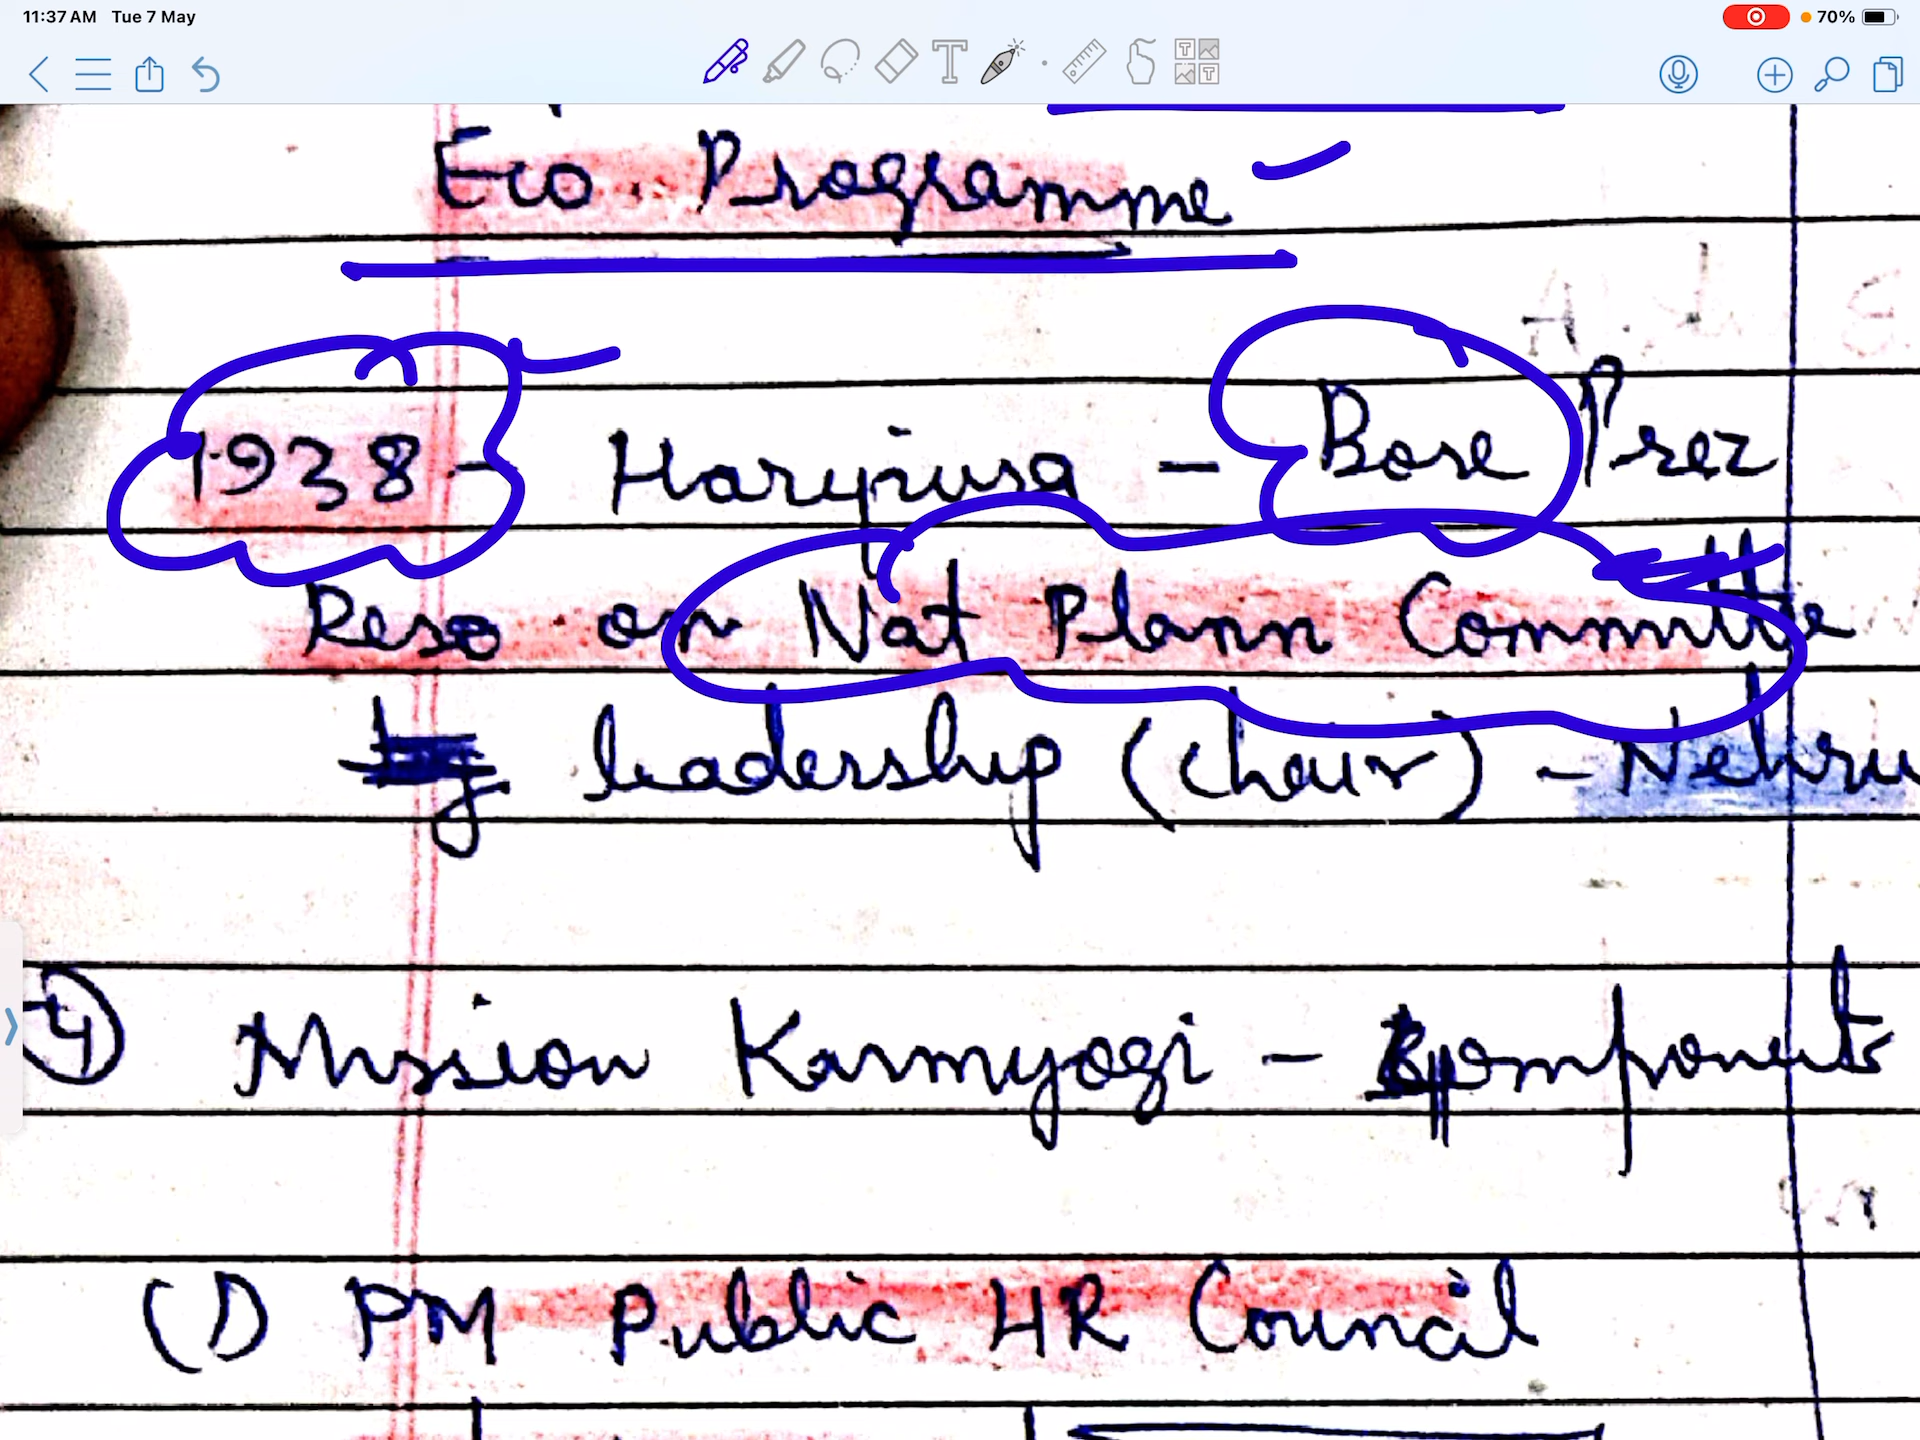 11:37 AM Tue 7 May
70%
Eco. Programme
1938 - Haripura - Bose Prez
Reso on Nat Plann Committe
leadership (chair) - Nehru
4 Mission Karmyogi - Components
(1) PM Public HR Council